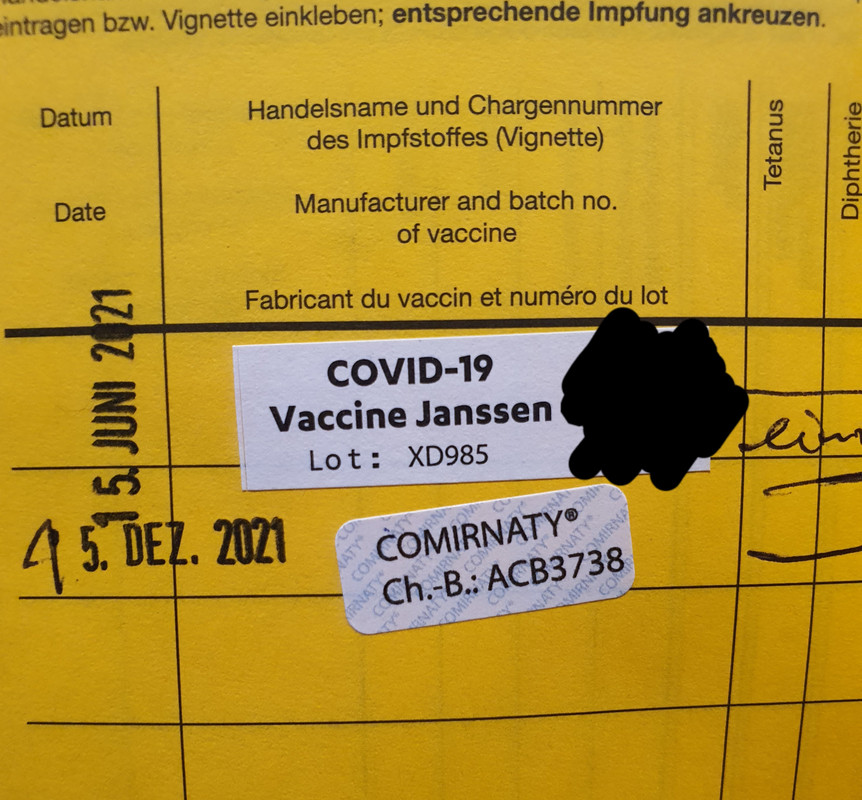 eintragen bzw. Vignette einkleben; entsprechende Impfung ankreuzen.
Datum
Handelsname und Chargennummer
des Impfstoffes (Vignette)
Date
Manufacturer and batch no.
of vaccine
Fabricant du vaccin et numéro du lot
Tetanus
Diphtherie
15. JUNI 2021
COVID-19
Vaccine Janssen
Lot: XD985
15. DEZ. 2021
COMIRNATY®
Ch.-B.: ACB3738